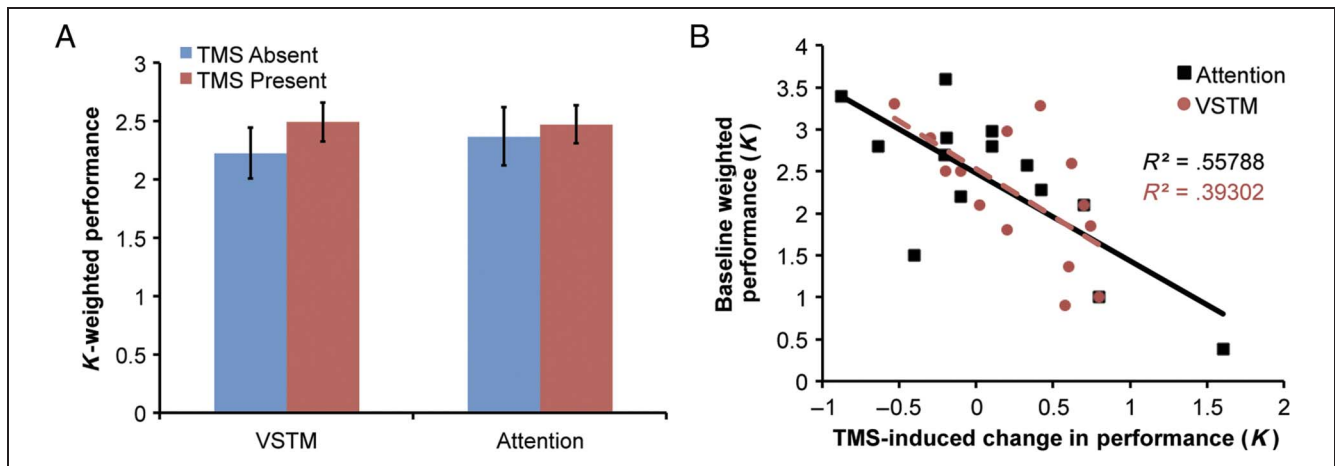 A
TMS Absent
TMS Present
K-weighted performance
3
2.5
2
1.5
1
0.5
0
VSTM
Attention
B
Baseline weighted
performance (K)
4
3.5
3
2.5
2
1.5
1
0.5
0
Attention
VSTM
R² = .55788
R² = .39302
–1
–0.5
0
0.5
1
1.5
2
TMS-induced change in performance (K)